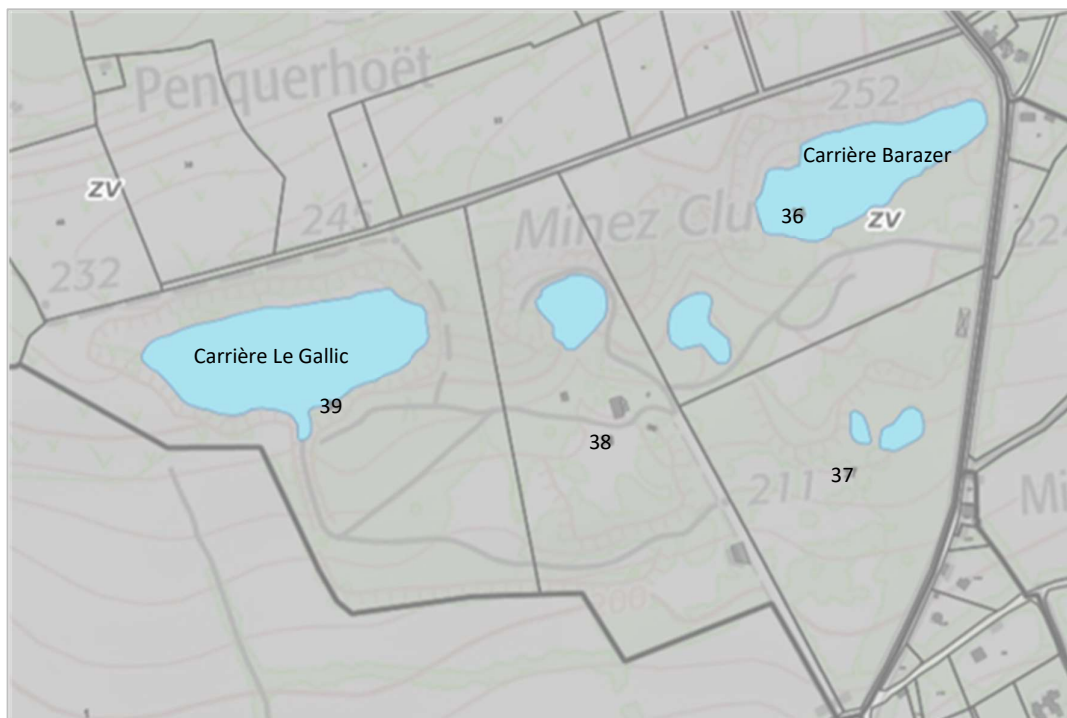 Penquerhoët
252
Carrière Barazer
ZV
36
ZV
Minez Clu
245
224
232
Carrière Le Gallic
39
38
37
211
Mi
200